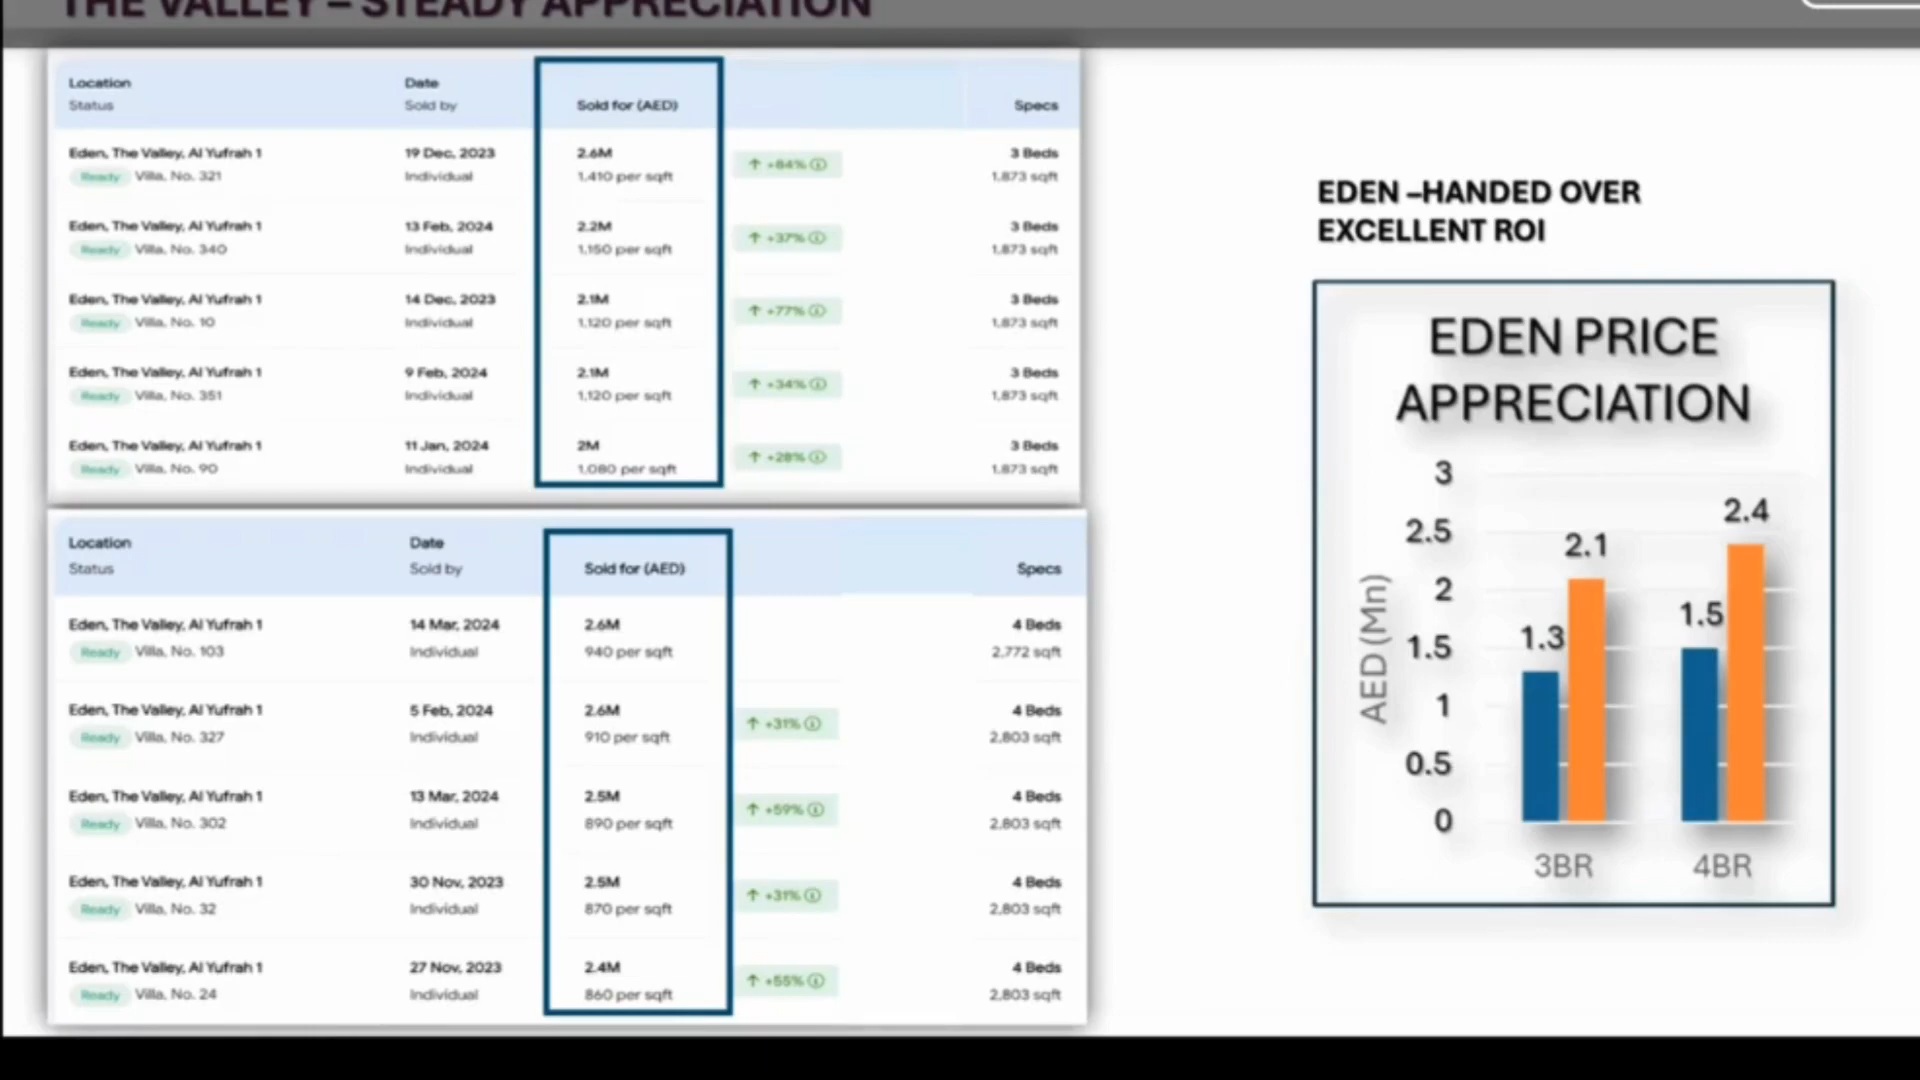 THE VALLEY – STEADY APPRECIATION
Location Date
Status Sold by Sold for (AED) Specs
Eden, The Valley, Al Yufrah 1 19 Dec, 2023 2.6M 3 Beds
Ready Villa, No. 321 Individual 1,410 per sqft +84% 1,873 sqft
Eden, The Valley, Al Yufrah 1 13 Feb, 2024 2.2M 3 Beds
Ready Villa, No. 340 Individual 1,150 per sqft +37% 1,873 sqft
Eden, The Valley, Al Yufrah 1 14 Dec, 2023 2.1M 3 Beds
Ready Villa, No. 10 Individual 1,120 per sqft +77% 1,873 sqft
Eden, The Valley, Al Yufrah 1 9 Feb, 2024 2.1M 3 Beds
Ready Villa, No. 351 Individual 1,120 per sqft +34% 1,873 sqft
Eden, The Valley, Al Yufrah 1 11 Jan, 2024 2M 3 Beds
Ready Villa, No. 90 Individual 1,080 per sqft +28% 1,873 sqft
Location Date
Status Sold by Sold for (AED) Specs
Eden, The Valley, Al Yufrah 1 14 Mar, 2024 2.6M 4 Beds
Ready Villa, No. 103 Individual 940 per sqft 2,772 sqft
Eden, The Valley, Al Yufrah 1 5 Feb, 2024 2.6M 4 Beds
Ready Villa, No. 327 Individual 910 per sqft +31% 2,803 sqft
Eden, The Valley, Al Yufrah 1 13 Mar, 2024 2.5M 4 Beds
Ready Villa, No. 302 Individual 890 per sqft +59% 2,803 sqft
Eden, The Valley, Al Yufrah 1 30 Nov, 2023 2.5M 4 Beds
Ready Villa, No. 32 Individual 870 per sqft +31% 2,803 sqft
Eden, The Valley, Al Yufrah 1 27 Nov, 2023 2.4M 4 Beds
Ready Villa, No. 24 Individual 860 per sqft +55% 2,803 sqft
EDEN –HANDED OVER
EXCELLENT ROI
EDEN PRICE
APPRECIATION
AED (Mn)
3
2.5
2
1.5
1
0.5
0
1.3
2.1
1.5
2.4
3BR
4BR